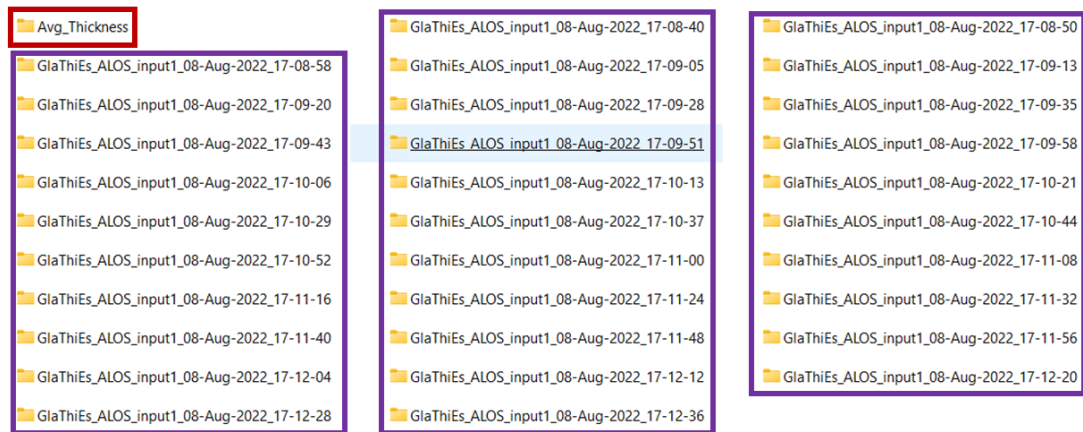 Avg_Thickness
GlaThiEs_ALOS_input1_08-Aug-2022_17-08-58
GlaThiEs_ALOS_input1_08-Aug-2022_17-09-20
GlaThiEs_ALOS_input1_08-Aug-2022_17-09-43
GlaThiEs_ALOS_input1_08-Aug-2022_17-10-06
GlaThiEs_ALOS_input1_08-Aug-2022_17-10-29
GlaThiEs_ALOS_input1_08-Aug-2022_17-10-52
GlaThiEs_ALOS_input1_08-Aug-2022_17-11-16
GlaThiEs_ALOS_input1_08-Aug-2022_17-11-40
GlaThiEs_ALOS_input1_08-Aug-2022_17-12-04
GlaThiEs_ALOS_input1_08-Aug-2022_17-12-28
GlaThiEs_ALOS_input1_08-Aug-2022_17-08-40
GlaThiEs_ALOS_input1_08-Aug-2022_17-09-05
GlaThiEs_ALOS_input1_08-Aug-2022_17-09-28
GlaThiEs_ALOS_input1_08-Aug-2022_17-09-51
GlaThiEs_ALOS_input1_08-Aug-2022_17-10-13
GlaThiEs_ALOS_input1_08-Aug-2022_17-10-37
GlaThiEs_ALOS_input1_08-Aug-2022_17-11-00
GlaThiEs_ALOS_input1_08-Aug-2022_17-11-24
GlaThiEs_ALOS_input1_08-Aug-2022_17-11-48
GlaThiEs_ALOS_input1_08-Aug-2022_17-12-12
GlaThiEs_ALOS_input1_08-Aug-2022_17-12-36
GlaThiEs_ALOS_input1_08-Aug-2022_17-08-50
GlaThiEs_ALOS_input1_08-Aug-2022_17-09-13
GlaThiEs_ALOS_input1_08-Aug-2022_17-09-35
GlaThiEs_ALOS_input1_08-Aug-2022_17-09-58
GlaThiEs_ALOS_input1_08-Aug-2022_17-10-21
GlaThiEs_ALOS_input1_08-Aug-2022_17-10-44
GlaThiEs_ALOS_input1_08-Aug-2022_17-11-08
GlaThiEs_ALOS_input1_08-Aug-2022_17-11-32
GlaThiEs_ALOS_input1_08-Aug-2022_17-11-56
GlaThiEs_ALOS_input1_08-Aug-2022_17-12-20